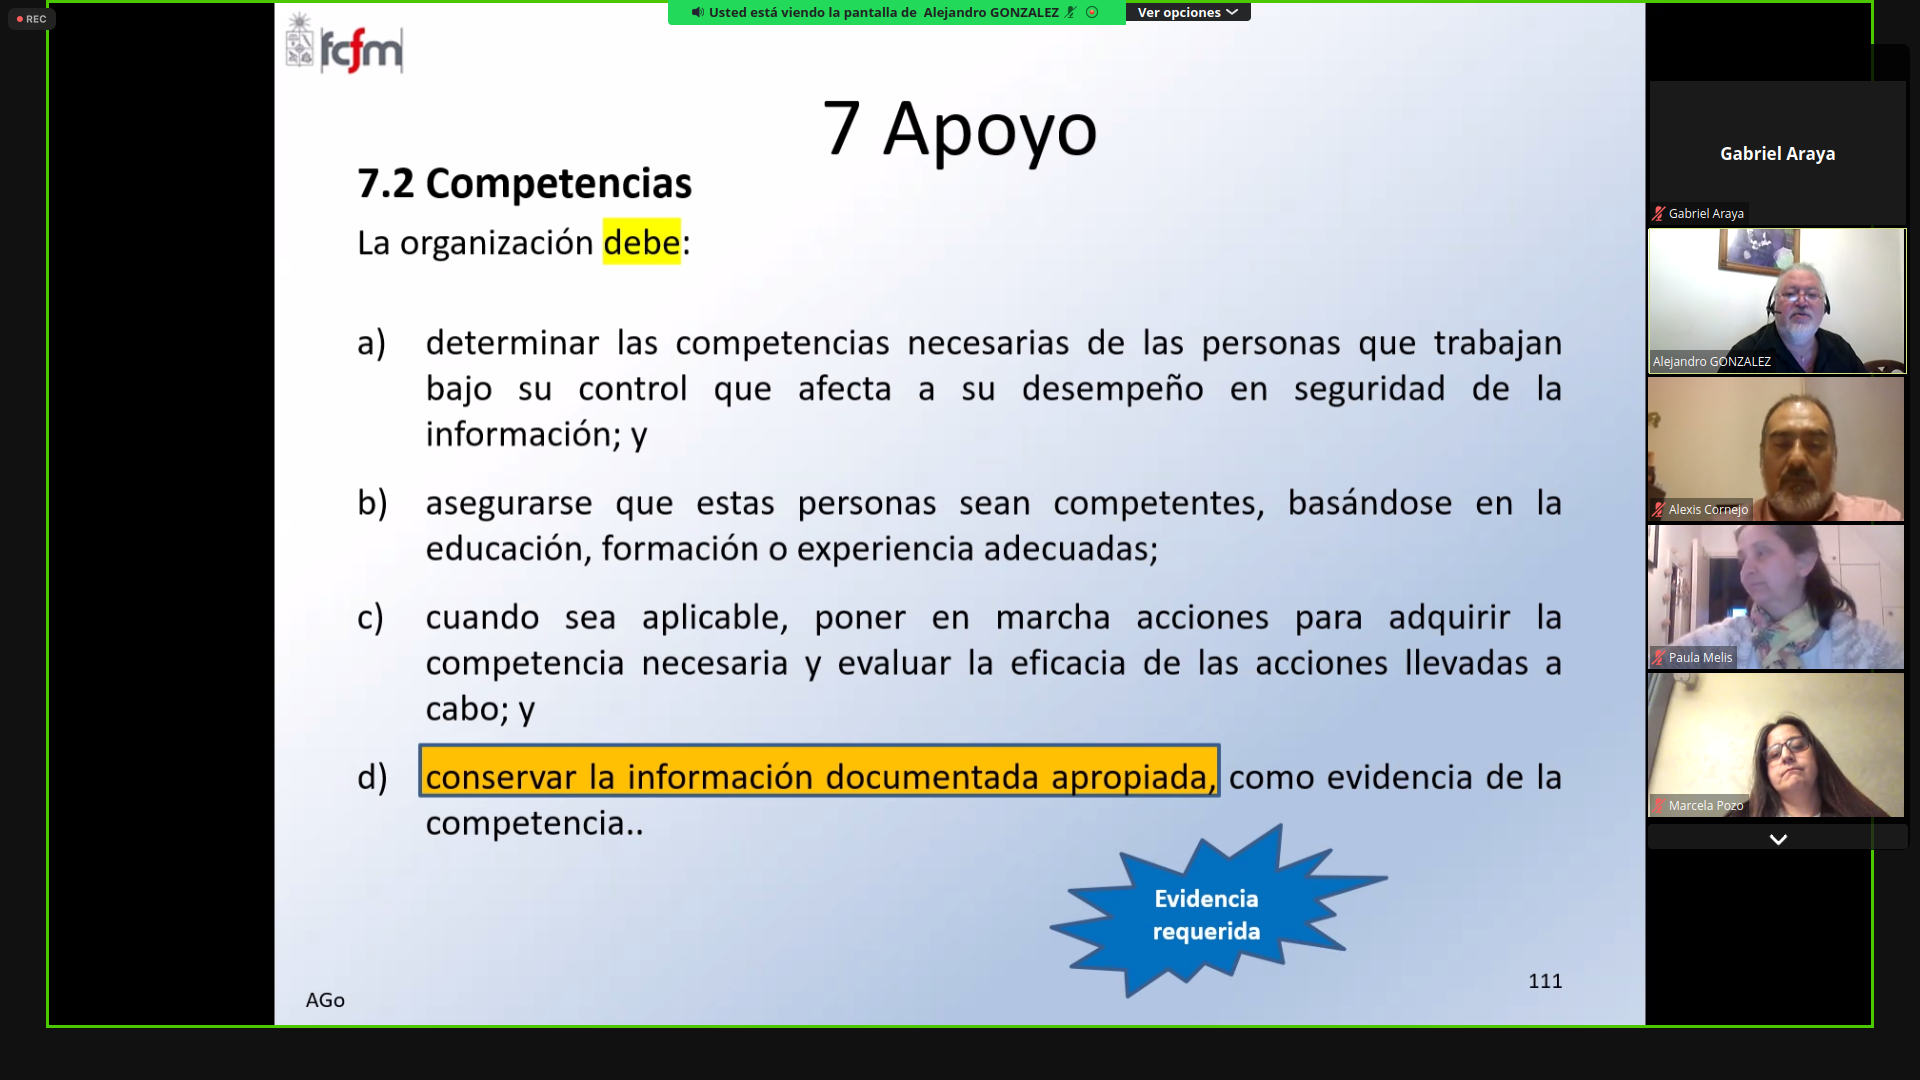 REC
Usted está viendo la pantalla de Alejandro GONZALEZ
Ver opciones
fcfm
7 Apoyo
7.2 Competencias
La organización debe:
a) determinar las competencias necesarias de las personas que trabajan
bajo su control que afecta a su desempeño en seguridad de la
información; y
b) asegurarse que estas personas sean competentes, basándose en la
educación, formación o experiencia adecuadas;
c) cuando sea aplicable, poner en marcha acciones para adquirir la
competencia necesaria y evaluar la eficacia de las acciones llevadas a
cabo; y
d) conservar la información documentada apropiada, como evidencia de la
competencia..
Evidencia
requerida
AGo
111
Gabriel Araya
Gabriel Araya
Alejandro GONZALEZ
Alexis Cornejo
Paula Melis
Marcela Pozo